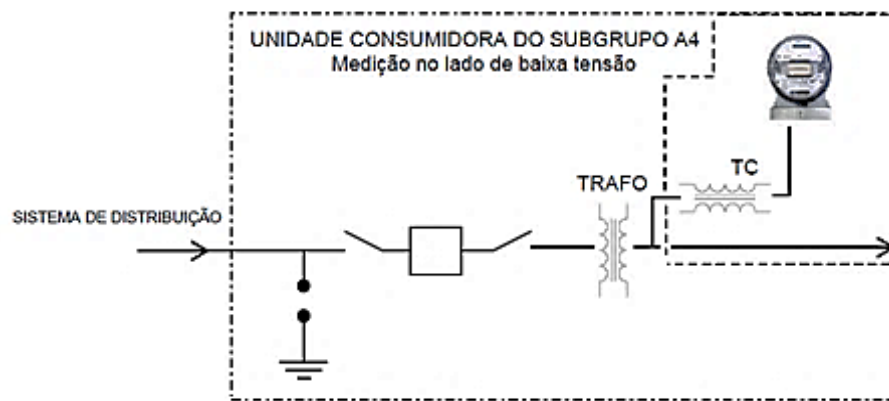 UNIDADE CONSUMIDORA DO SUBGRUPO A4
Medição no lado de baixa tensão
TC
TRAFO
SISTEMA DE DISTRIBUIÇÃO